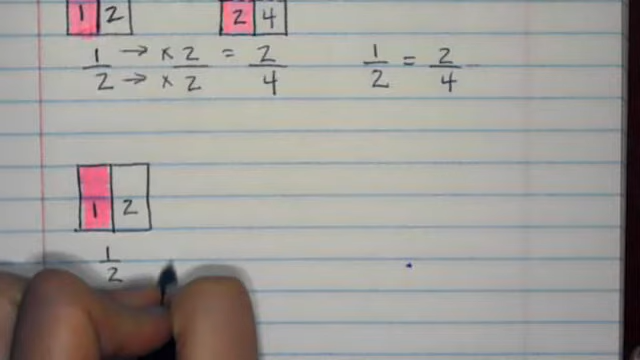 1 2 2 4
1/2 → × 2 / → × 2 = 2/4 1/2 = 2/4
1 2
1/2